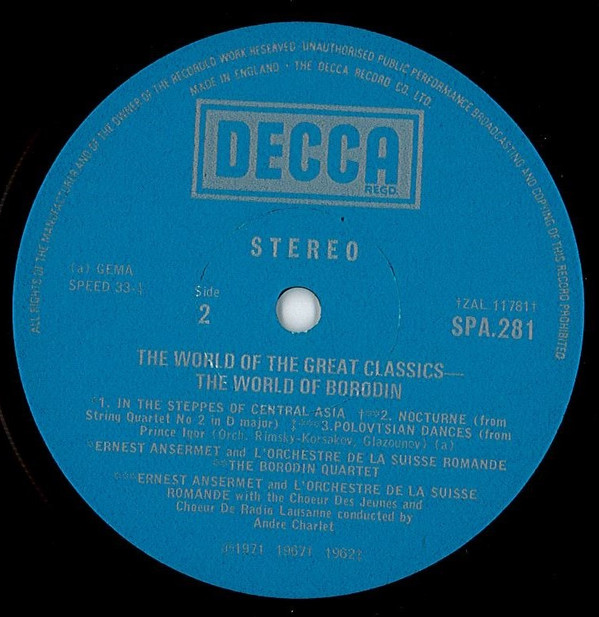 ALL RIGHTS OF THE MANUFACTURER AND OF THE OWNER OF THE RECORDED WORK RESERVED · UNAUTHORISED PUBLIC PERFORMANCE BROADCASTING AND COPYING OF THIS RECORD PROHIBITED
MADE IN ENGLAND · THE DECCA RECORD CO. LTD.
DECCA
REGD.
STEREO
(a) GEMA
SPEED 33⅓
Side
2
†ZAL.11781†
SPA.281
THE WORLD OF THE GREAT CLASSICS—
THE WORLD OF BORODIN
°1. IN THE STEPPES OF CENTRAL ASIA †°°2. NOCTURNE (from
String Quartet No 2 in D major) ‡°°°3.POLOVTSIAN DANCES (from
Prince Igor (Orch. Rimsky-Korsakov, Glazounov) (a)
°ERNEST ANSERMET and L'ORCHESTRE DE LA SUISSE ROMANDE
°°THE BORODIN QUARTET
°°°ERNEST ANSERMET and L'ORCHESTRE DE LA SUISSE
ROMANDE with the Choeur Des Jeunes and
Choeur De Radio Lausanne conducted by
Andre Charlet
1971 1967† 1962‡